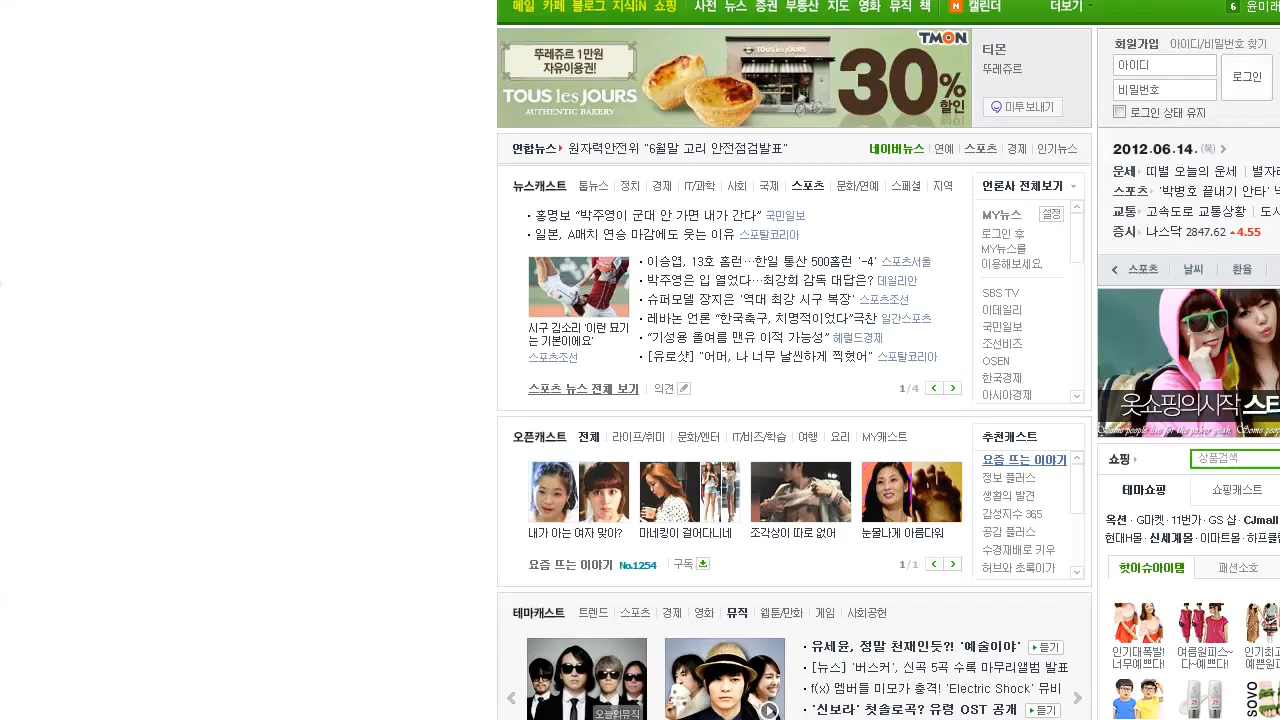 메일 카페 블로그 지식iN 쇼핑 사전 뉴스 증권 부동산 지도 영화 뮤직 책 N 캘린더 더보기 6 윤미래
뚜레쥬르 1만원
자유이용권!
TOUS les JOURS
AUTHENTIC BAKERY
TOUS les JOURS
TMON
30%
할인
티몬
뚜레쥬르
미투보내기
회원가입 아이디/비밀번호 찾기
아이디
비밀번호
로그인
로그인 상태 유지
연합뉴스 원자력안전위 "6월말 고리 안전점검발표"
네이버뉴스 연예 스포츠 경제 인기뉴스
2012.06.14. (목)
운세 띠별 오늘의 운세
스포츠 '박병호 끝내기 안타'
교통 고속도로 교통상황
증시 나스닥 2847.62 4.55
스포츠 날씨 환율
뉴스캐스트 톱뉴스 정치 경제 IT/과학 사회 국제 스포츠 문화/연예 스페셜 지역
· 홍명보 "박주영이 군대 안 가면 내가 간다" 국민일보
· 일본, A매치 연승 마감에도 웃는 이유 스포탈코리아
· 이승엽, 13호 홈런…한일 통산 500홈런 '-4' 스포츠서울
· 박주영은 입 열었다…최강희 감독 대답은? 데일리안
· 슈퍼모델 장지은 '역대 최강 시구 복장' 스포츠조선
· 레바논 언론 "한국축구, 치명적이었다"극찬 일간스포츠
· "기성용 올여름 맨유 이적 가능성" 헤럴드경제
· [유로샷] "어머, 나 너무 날씬하게 찍혔어" 스포탈코리아
시구 김소리 '이런 묘기
는 기본이에요'
스포츠조선
스포츠 뉴스 전체 보기 의견 1/4
언론사 전체보기
MY뉴스 설정
로그인 후
MY뉴스를
이용해보세요.
SBS TV
이데일리
국민일보
조선비즈
OSEN
한국경제
아시아경제
옷쇼핑의시작
오픈캐스트 전체 라이프/취미 문화/엔터 IT/비즈/학습 여행 요리 MY캐스트
내가 아는 여자 맞아?
마네킹이 걸어다니네
조각상이 따로 없어
눈물나게 아름다워
요즘 뜨는 이야기 No.1254 구독 1/1
추천캐스트
요즘 뜨는 이야기
정보 플러스
생활의 발견
감성지수 365
공감 플러스
수경재배로 키우
허브와 초록이가
쇼핑 상품검색
테마쇼핑 쇼핑캐스트
옥션 · G마켓 · 11번가 · GS 샵 · CJmall
현대H몰 · 신세계몰 · 이마트몰 · 하프클럽
핫이슈아이템 패션소호
인기대폭발!
너무예쁘다!
여름원피스~
다~예쁘다!
인기최고
SOYO
테마캐스트 트렌드 스포츠 경제 영화 뮤직 웹툰/만화 게임 사회공헌
오늘의뮤직
· 유세윤, 정말 천재인듯?! '예술이야' 듣기
· [뉴스] '버스커', 신곡 5곡 수록 마무리앨범 발표
· f(x) 멤버들 미모가 충격! 'Electric Shock' 뮤비
· '신보라' 첫솔로곡? 유령 OST 공개